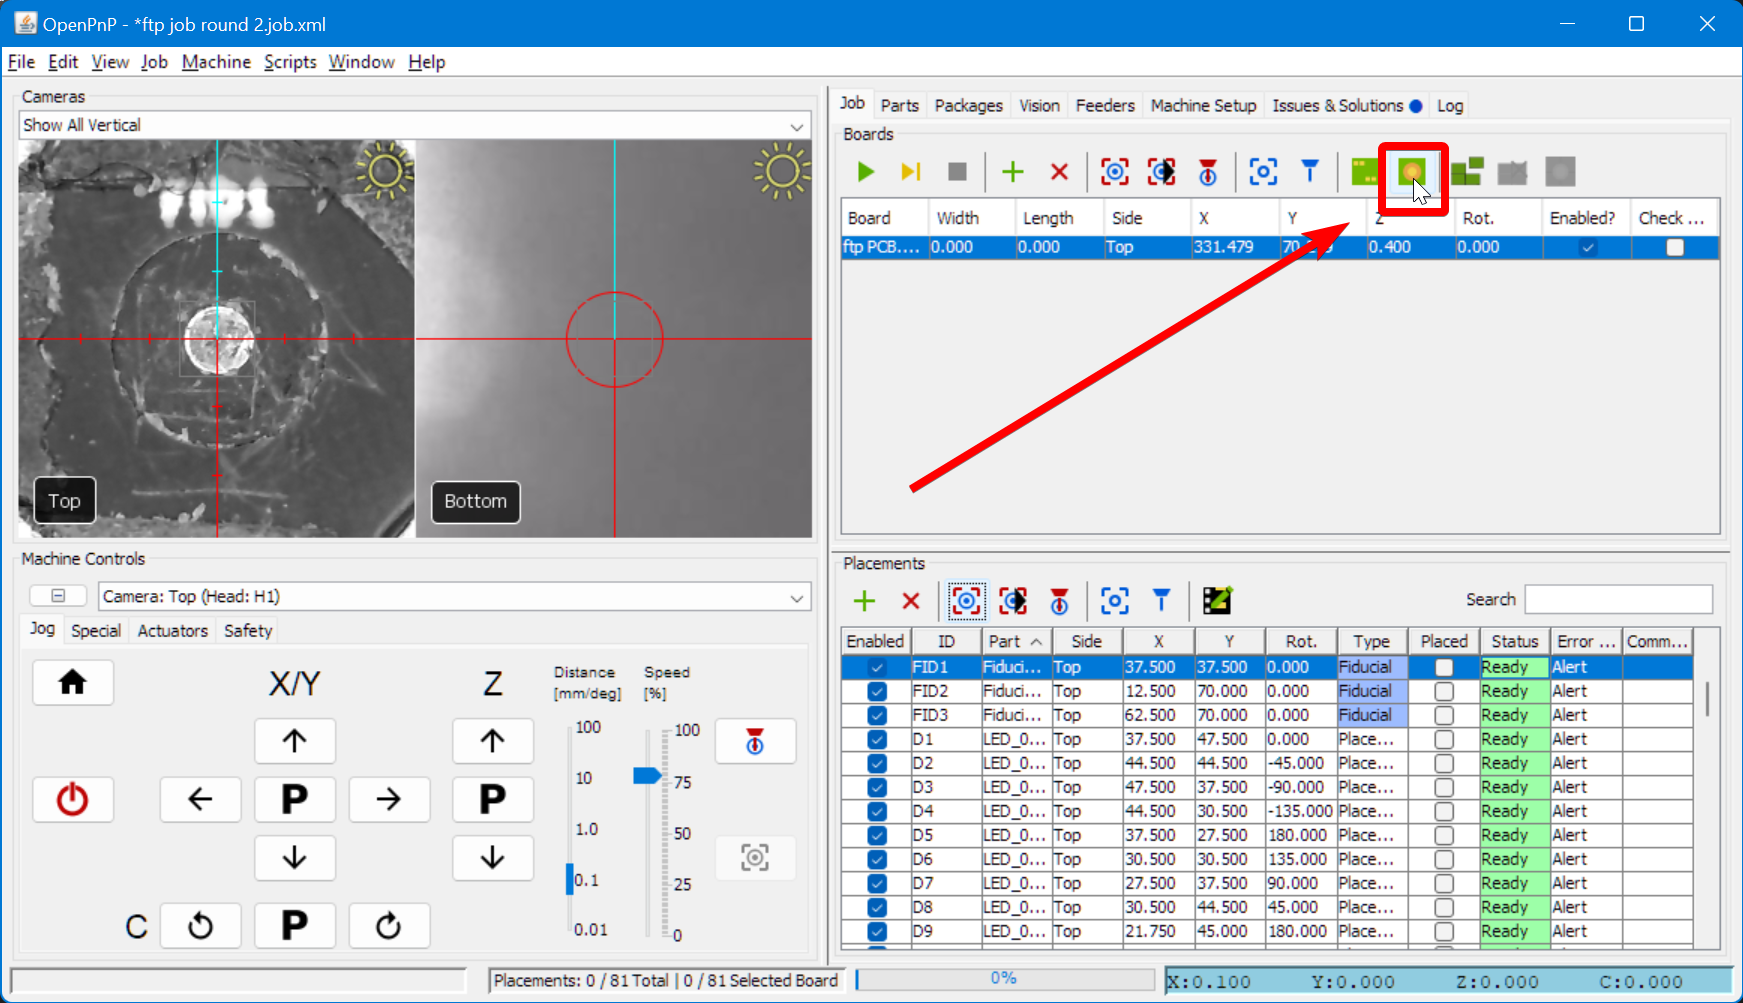 OpenPnP - *ftp job round 2.job.xml
File Edit View Job Machine Scripts Window Help
Cameras
Show All Vertical
FID1
Top
Bottom
Machine Controls
Camera: Top (Head: H1)
Jog Special Actuators Safety
X/Y Z
Distance [mm/deg]
Speed [%]
100
10
1.0
0.1
0.01
100
75
50
25
0
P P
C P
Job Parts Packages Vision Feeders Machine Setup Issues & Solutions Log
Boards
Board Width Length Side X Y Z Rot. Enabled? Check ...
ftp PCB.... 0.000 0.000 Top 331.479 0.400 0.000
Placements
Search
Enabled ID Part Side X Y Rot. Type Placed Status Error ... Comm...
FID1 Fiduci... Top 37.500 37.500 0.000 Fiducial Ready Alert
FID2 Fiduci... Top 12.500 70.000 0.000 Fiducial Ready Alert
FID3 Fiduci... Top 62.500 70.000 0.000 Fiducial Ready Alert
D1 LED_0... Top 37.500 47.500 0.000 Place... Ready Alert
D2 LED_0... Top 44.500 44.500 -45.000 Place... Ready Alert
D3 LED_0... Top 47.500 37.500 -90.000 Place... Ready Alert
D4 LED_0... Top 44.500 30.500 -135.000 Place... Ready Alert
D5 LED_0... Top 37.500 27.500 180.000 Place... Ready Alert
D6 LED_0... Top 30.500 30.500 135.000 Place... Ready Alert
D7 LED_0... Top 27.500 37.500 90.000 Place... Ready Alert
D8 LED_0... Top 30.500 44.500 45.000 Place... Ready Alert
D9 LED_0... Top 21.750 45.000 180.000 Place... Ready Alert
Placements: 0 / 81 Total | 0 / 81 Selected Board
0%
X:0.100 Y:0.000 Z:0.000 C:0.000